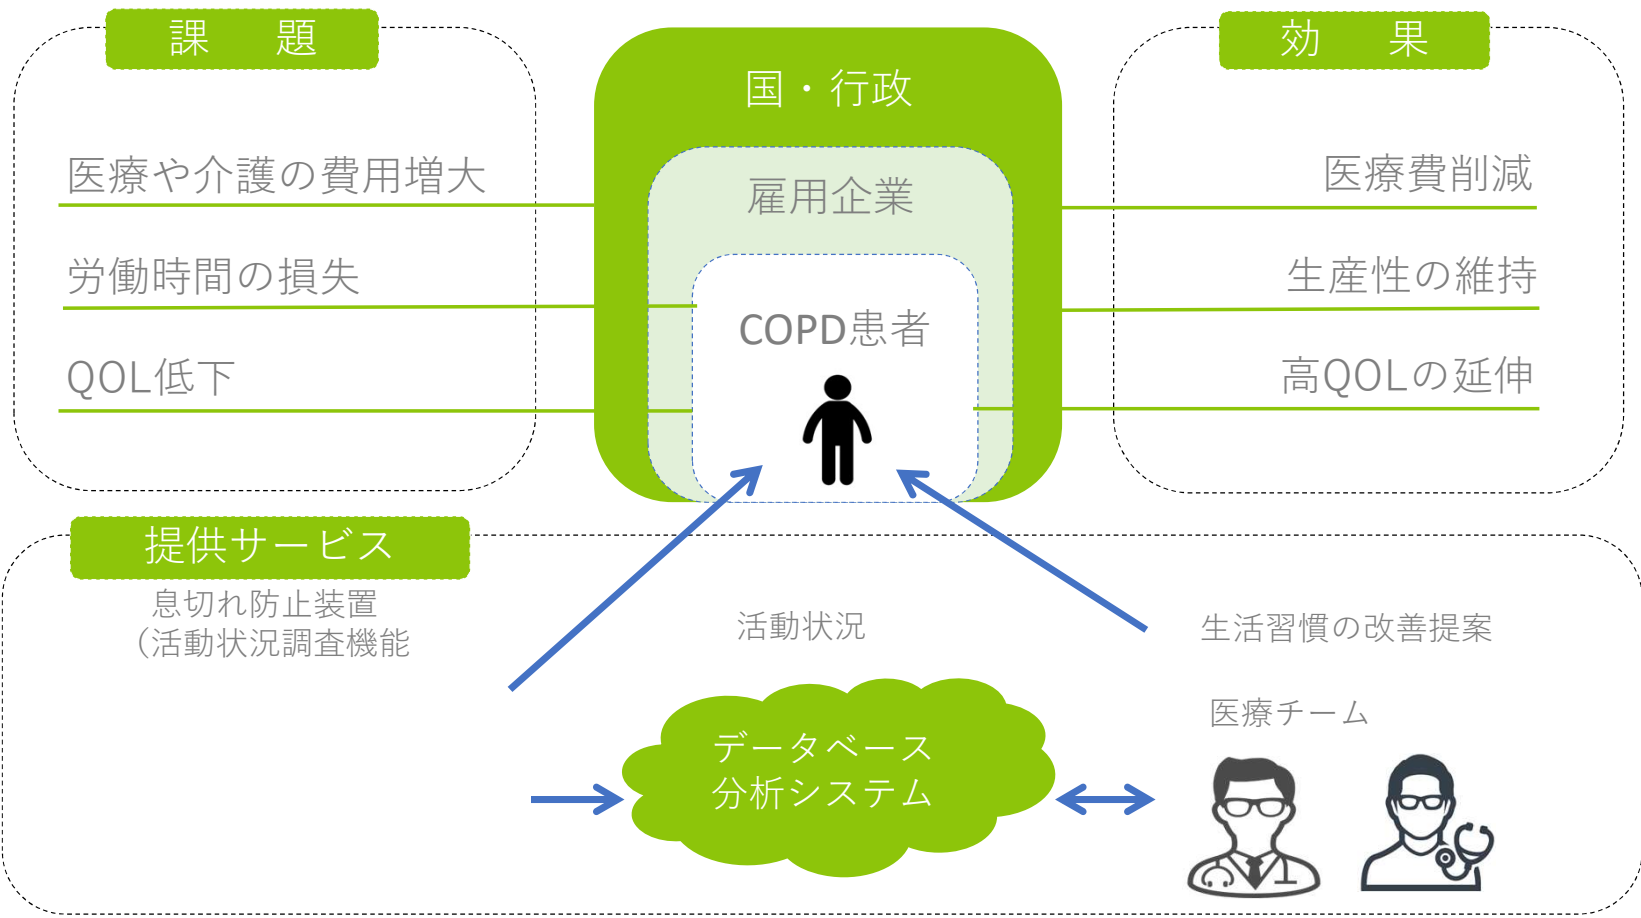 課　題
医療や介護の費用増大
労働時間の損失
QOL低下
国・行政
雇用企業
COPD患者
効　果
医療費削減
生産性の維持
高QOLの延伸
提供サービス
息切れ防止装置
（活動状況調査機能
活動状況
データベース
分析システム
生活習慣の改善提案
医療チーム